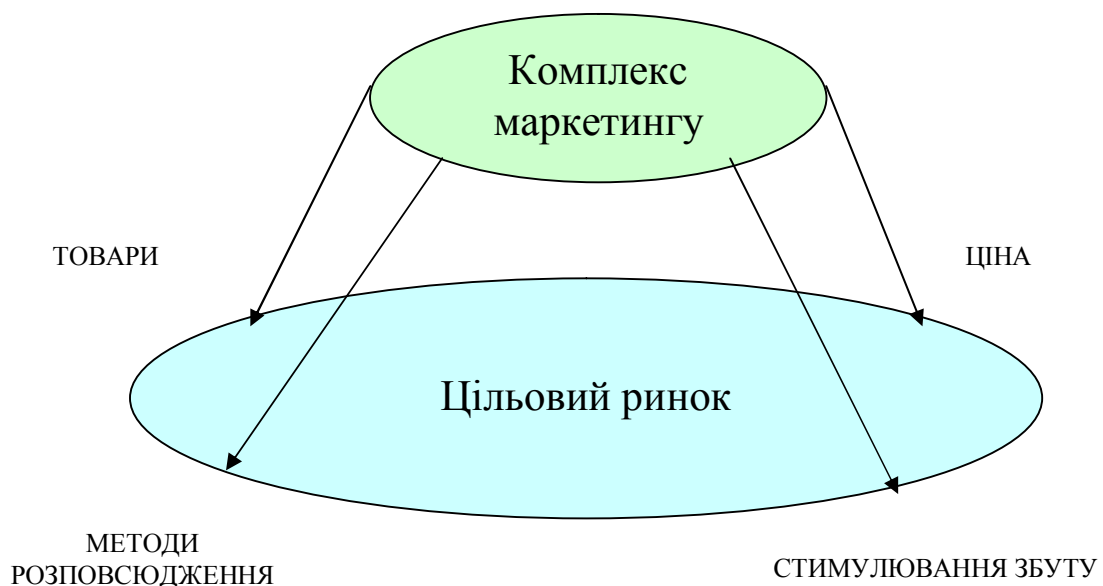 Комплекс
маркетингу
ТОВАРИ
ЦІНА
Цільовий ринок
МЕТОДИ
РОЗПОВСЮДЖЕННЯ
СТИМУЛЮВАННЯ ЗБУТУ